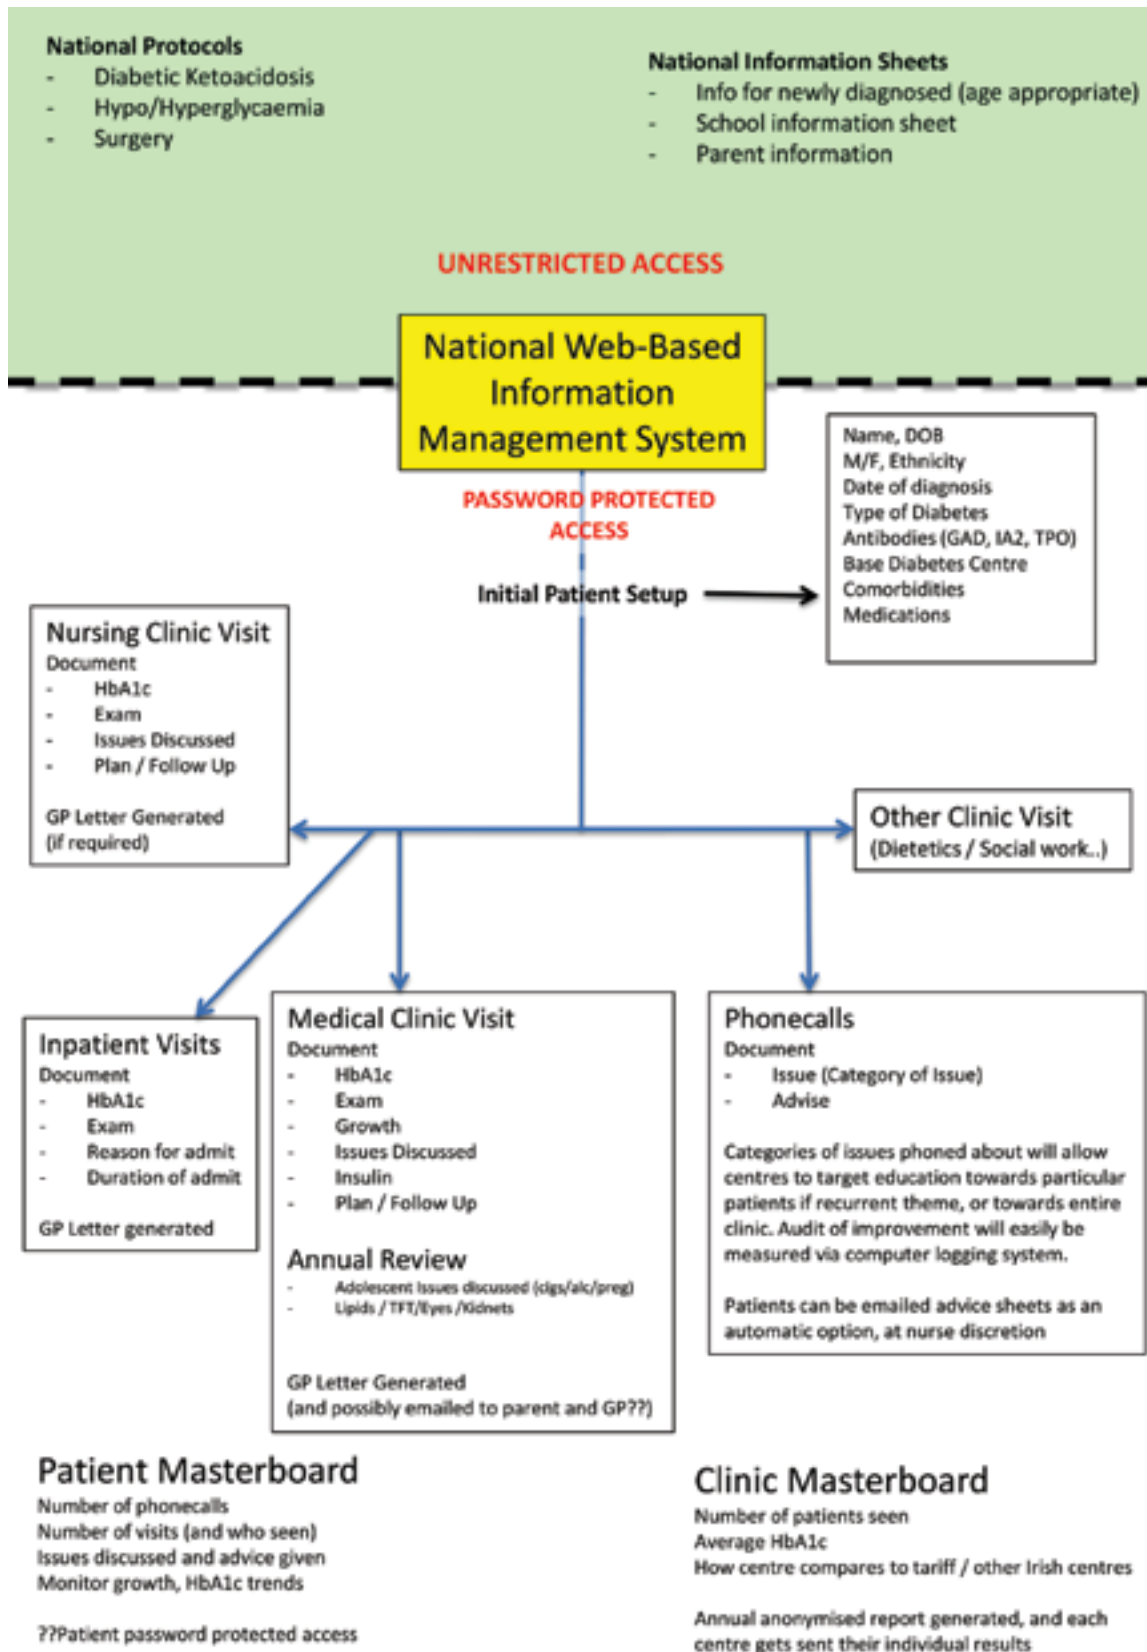 National Protocols
- Diabetic Ketoacidosis
- Hypo/Hyperglycaemia
- Surgery
National Information Sheets
- Info for newly diagnosed (age appropriate)
- School information sheet
- Parent information
UNRESTRICTED ACCESS
National Web-Based
Information
Management System
PASSWORD PROTECTED
ACCESS
Initial Patient Setup
Name, DOB
M/F, Ethnicity
Date of diagnosis
Type of Diabetes
Antibodies (GAD, IA2, TPO)
Base Diabetes Centre
Comorbidities
Medications
Nursing Clinic Visit
Document
- HbA1c
- Exam
- Issues Discussed
- Plan / Follow Up
GP Letter Generated
(if required)
Other Clinic Visit
(Dietetics / Social work..)
Inpatient Visits
Document
- HbA1c
- Exam
- Reason for admit
- Duration of admit
GP Letter generated
Medical Clinic Visit
Document
- HbA1c
- Exam
- Growth
- Issues Discussed
- Insulin
- Plan / Follow Up
Annual Review
- Adolescent Issues discussed (cigs/alc/preg)
- Lipids / TFT/Eyes /Kidnets
GP Letter Generated
(and possibly emailed to parent and GP??)
Phonecalls
Document
- Issue (Category of Issue)
- Advise
Categories of issues phoned about will allow
centres to target education towards particular
patients if recurrent theme, or towards entire
clinic. Audit of improvement will easily be
measured via computer logging system.
Patients can be emailed advice sheets as an
automatic option, at nurse discretion
Patient Masterboard
Number of phonecalls
Number of visits (and who seen)
Issues discussed and advice given
Monitor growth, HbA1c trends
??Patient password protected access
Clinic Masterboard
Number of patients seen
Average HbA1c
How centre compares to tariff / other Irish centres
Annual anonymised report generated, and each
centre gets sent their individual results